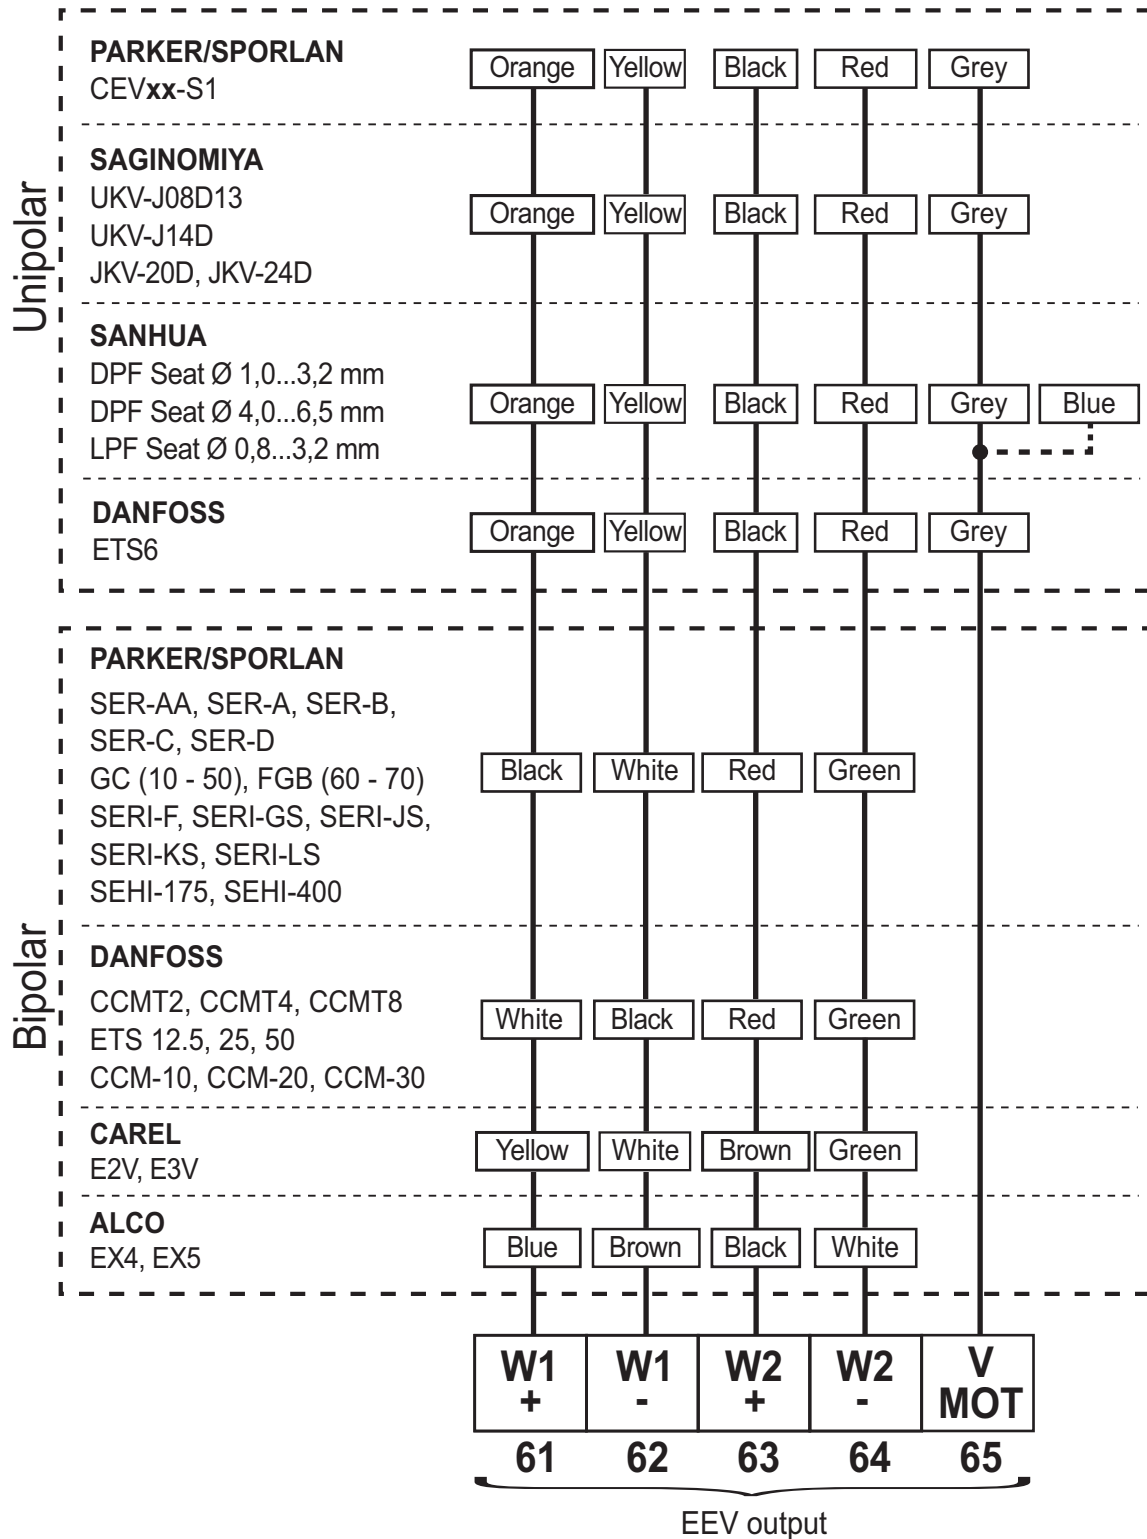 Unipolar
PARKER/SPORLAN
CEVxx-S1
Orange Yellow Black Red Grey
SAGINOMIYA
UKV-J08D13
UKV-J14D
JKV-20D, JKV-24D
Orange Yellow Black Red Grey
SANHUA
DPF Seat Ø 1,0...3,2 mm
DPF Seat Ø 4,0...6,5 mm
LPF Seat Ø 0,8...3,2 mm
Orange Yellow Black Red Grey Blue
DANFOSS
ETS6
Orange Yellow Black Red Grey
Bipolar
PARKER/SPORLAN
SER-AA, SER-A, SER-B,
SER-C, SER-D
GC (10 - 50), FGB (60 - 70)
SERI-F, SERI-GS, SERI-JS,
SERI-KS, SERI-LS
SEHI-175, SEHI-400
Black White Red Green
DANFOSS
CCMT2, CCMT4, CCMT8
ETS 12.5, 25, 50
CCM-10, CCM-20, CCM-30
White Black Red Green
CAREL
E2V, E3V
Yellow White Brown Green
ALCO
EX4, EX5
Blue Brown Black White
W1 W1 W2 W2 V
+ - + - MOT
61 62 63 64 65
EEV output